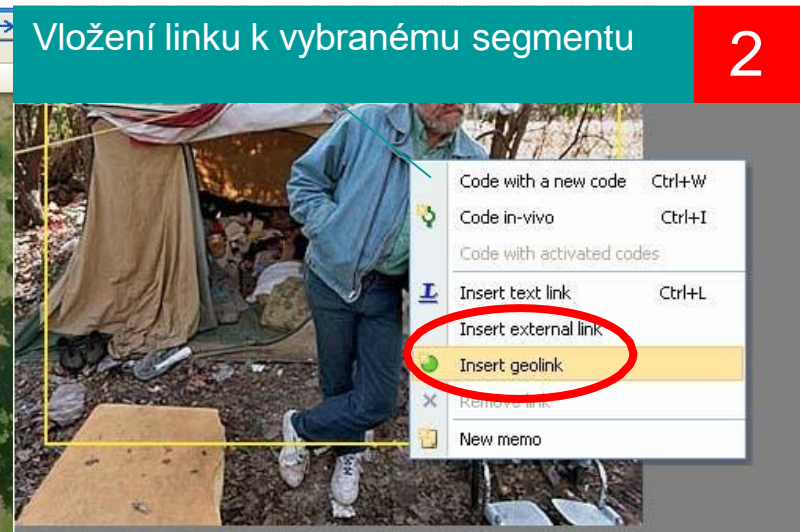 Vložení linku k vybranému segmentu
2
Code with a new code Ctrl+W
Code in-vivo Ctrl+I
Code with activated codes
Insert text link Ctrl+L
Insert external link
Insert geolink
Remove link
New memo